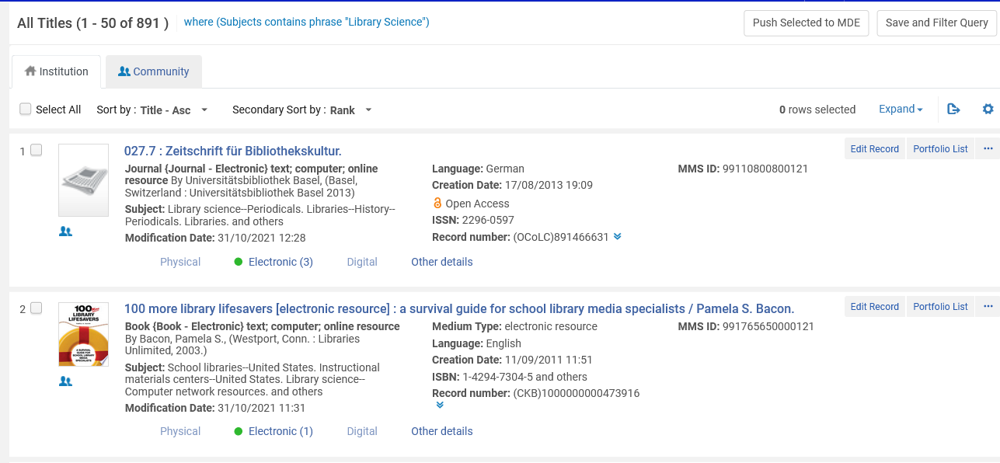 All Titles (1 - 50 of 891 ) where (Subjects contains phrase "Library Science")
Push Selected to MDE
Save and Filter Query
Institution
Community
Select All
Sort by : Title - Asc
Secondary Sort by : Rank
0 rows selected
Expand
1
027.7 : Zeitschrift für Bibliothekskultur.
Edit Record
Portfolio List
Journal {Journal - Electronic} text; computer; online
resource By Universitätsbibliothek Basel, (Basel,
Switzerland : Universitätsbibliothek Basel 2013)
Subject: Library science--Periodicals. Libraries--History--
Periodicals. Libraries. and others
Modification Date: 31/10/2021 12:28
Language: German
Creation Date: 17/08/2013 19:09
Open Access
ISSN: 2296-0597
Record number: (OCoLC)891466631
MMS ID: 99110800800121
Physical
Electronic (3)
Digital
Other details
2
100 more
LIBRARY
LIFESAVERS
A SURVIVAL
GUIDE FOR
SCHOOL LIBRARY
MEDIA
SPECIALISTS
100 more library lifesavers [electronic resource] : a survival guide for school library media specialists / Pamela S. Bacon.
Edit Record
Portfolio List
Book {Book - Electronic} text; computer; online resource
By Bacon, Pamela S., (Westport, Conn. : Libraries
Unlimited, 2003.)
Subject: School libraries--United States. Instructional
materials centers--United States. Library science--
Computer network resources. and others
Modification Date: 31/10/2021 11:31
Medium Type: electronic resource
Language: English
Creation Date: 11/09/2011 11:51
ISBN: 1-4294-7304-5 and others
Record number: (CKB)1000000000473916
MMS ID: 991765650000121
Physical
Electronic (1)
Digital
Other details